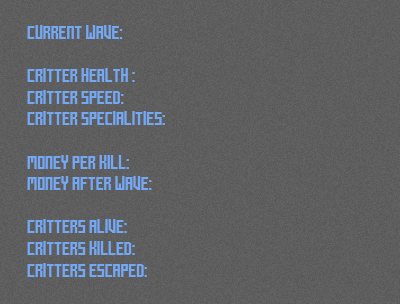 CURRENT WAVE:
CRITTER HEALTH :
CRITTER SPEED:
CRITTER SPECIALITIES:
MONEY PER KILL:
MONEY AFTER WAVE:
CRITTERS ALIVE:
CRITTERS KILLED:
CRITTERS ESCAPED: